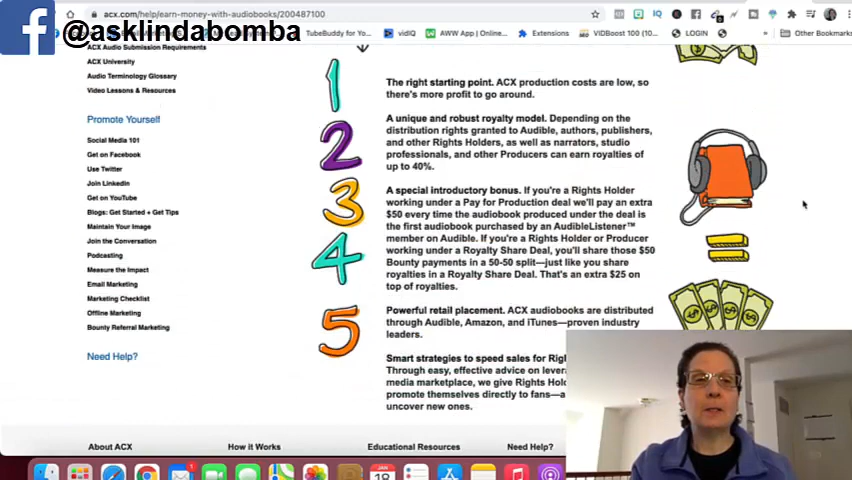 acx.com/help/earn-money-with-audiobooks/200487100
f @asklindabomba
TubeBuddy for You...
vidIQ
AWW App | Online...
Extensions
VIDBoost 100 (10...
LOGIN
»
Other Bookmarks
ACX Audio Submission Requirements
ACX University
Audio Terminology Glossary
Video Lessons & Resources
Promote Yourself
Social Media 101
Get on Facebook
Use Twitter
Join LinkedIn
Get on YouTube
Blogs: Get Started + Get Tips
Maintain Your Image
Join the Conversation
Podcasting
Measure the Impact
Email Marketing
Marketing Checklist
Offline Marketing
Bounty Referral Marketing
Need Help?
1
2
3
4
5
The right starting point. ACX production costs are low, so
there's more profit to go around.
A unique and robust royalty model. Depending on the
distribution rights granted to Audible, authors, publishers,
and other Rights Holders, as well as narrators, studio
professionals, and other Producers can earn royalties of
up to 40%.
A special introductory bonus. If you're a Rights Holder
working under a Pay for Production deal we'll pay an extra
$50 every time the audiobook produced under the deal is
the first audiobook purchased by an AudibleListener™
member on Audible. If you're a Rights Holder or Producer
working under a Royalty Share Deal, you'll share those $50
Bounty payments in a 50-50 split—just like you share
royalties in a Royalty Share Deal. That's an extra $25 on
top of royalties.
Powerful retail placement. ACX audiobooks are distributed
through Audible, Amazon, and iTunes—proven industry
leaders.
Smart strategies to speed sales for Rig
Through easy, effective advice on lever
media marketplace, we give Rights Hol
promote themselves directly to fans—a
uncover new ones.
About ACX
How it Works
Educational Resources
Need Help?
JAN
18